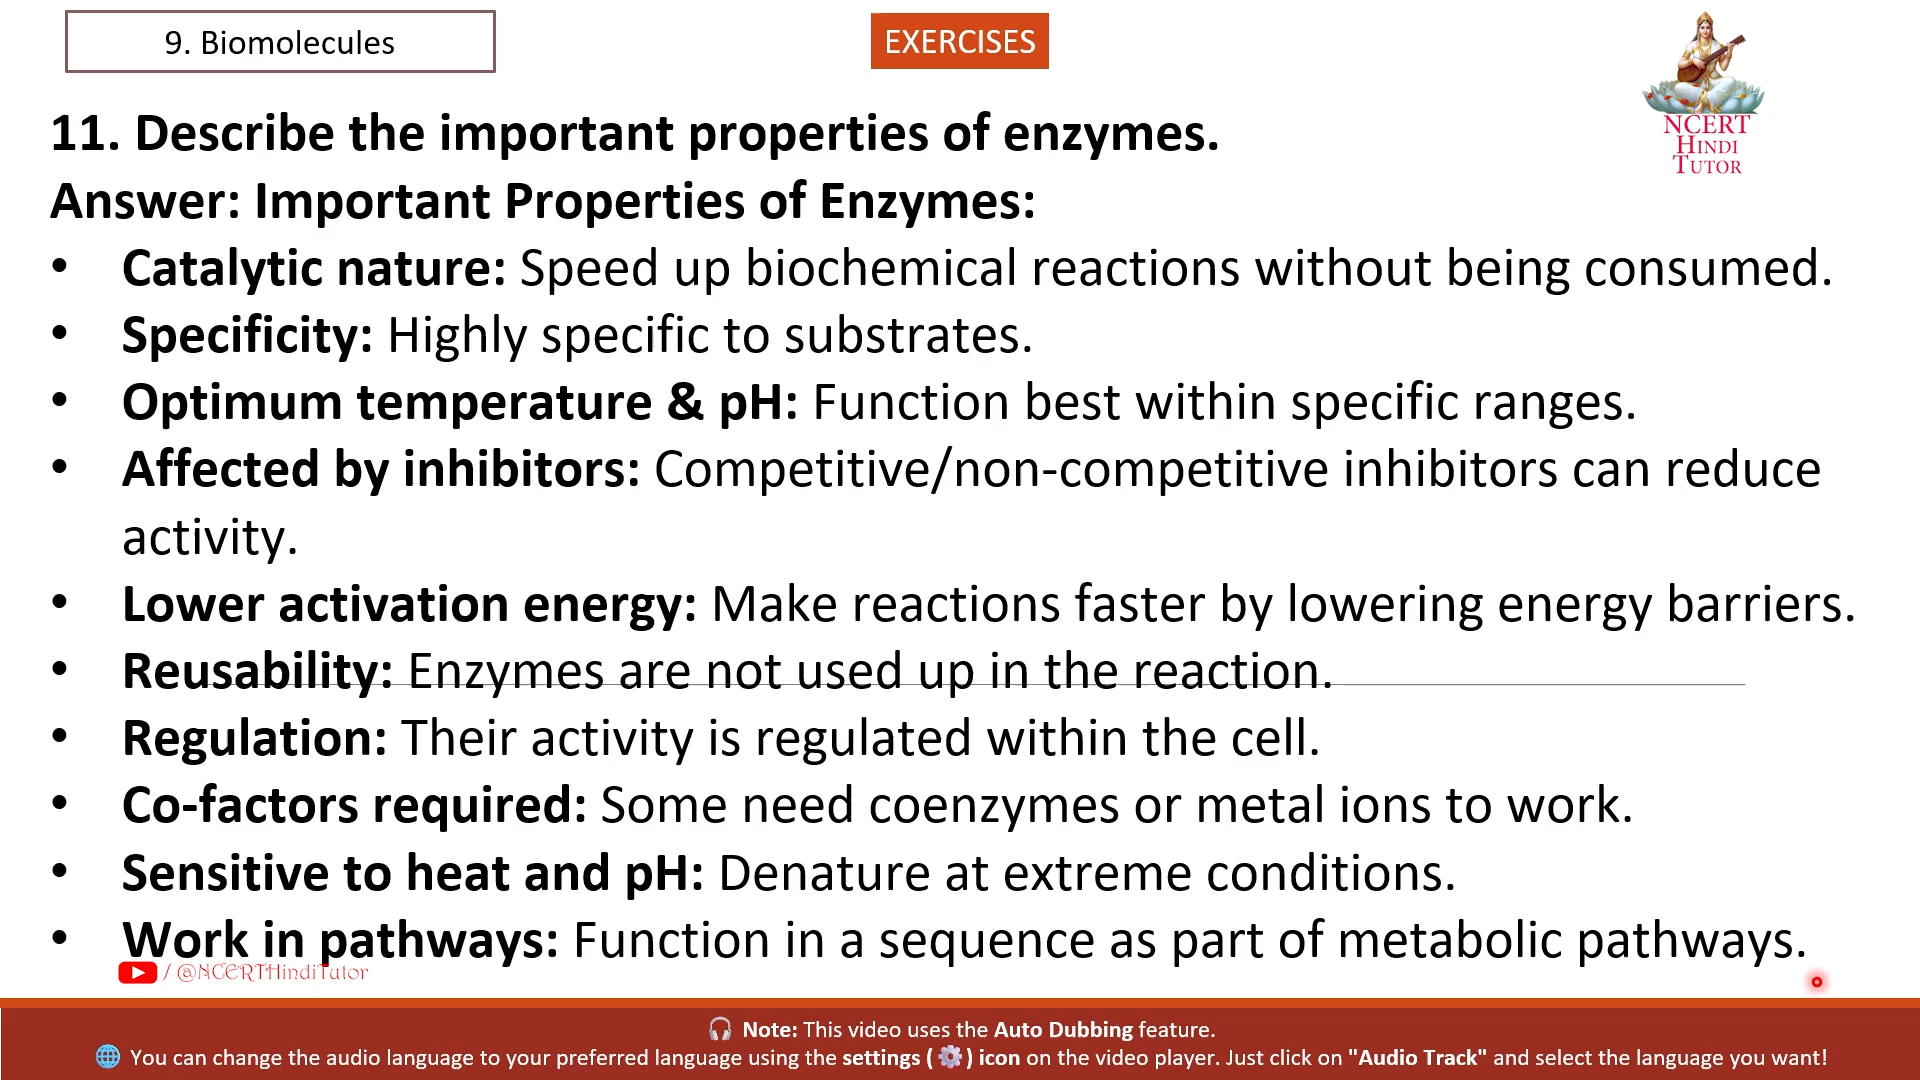 9. Biomolecules
EXERCISES
NCERT
HINDI
TUTOR
11. Describe the important properties of enzymes.
Answer: Important Properties of Enzymes:
• Catalytic nature: Speed up biochemical reactions without being consumed.
• Specificity: Highly specific to substrates.
• Optimum temperature & pH: Function best within specific ranges.
• Affected by inhibitors: Competitive/non-competitive inhibitors can reduce
activity.
• Lower activation energy: Make reactions faster by lowering energy barriers.
• Reusability: Enzymes are not used up in the reaction.
• Regulation: Their activity is regulated within the cell.
• Co-factors required: Some need coenzymes or metal ions to work.
• Sensitive to heat and pH: Denature at extreme conditions.
• Work in pathways: Function in a sequence as part of metabolic pathways.
/ @NCERTHindiTutor
🎧 Note: This video uses the Auto Dubbing feature.
🌐 You can change the audio language to your preferred language using the settings (⚙️) icon on the video player. Just click on "Audio Track" and select the language you want!